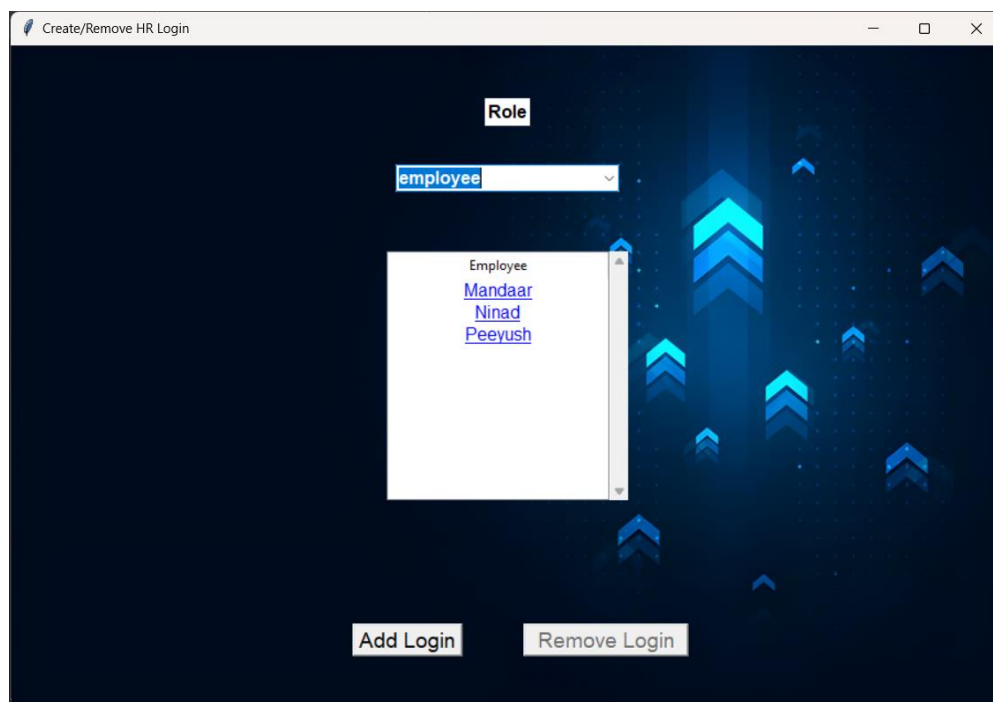 Create/Remove HR Login
Role
employee
Employee
Mandaar
Ninad
Peeyush
Add Login Remove Login